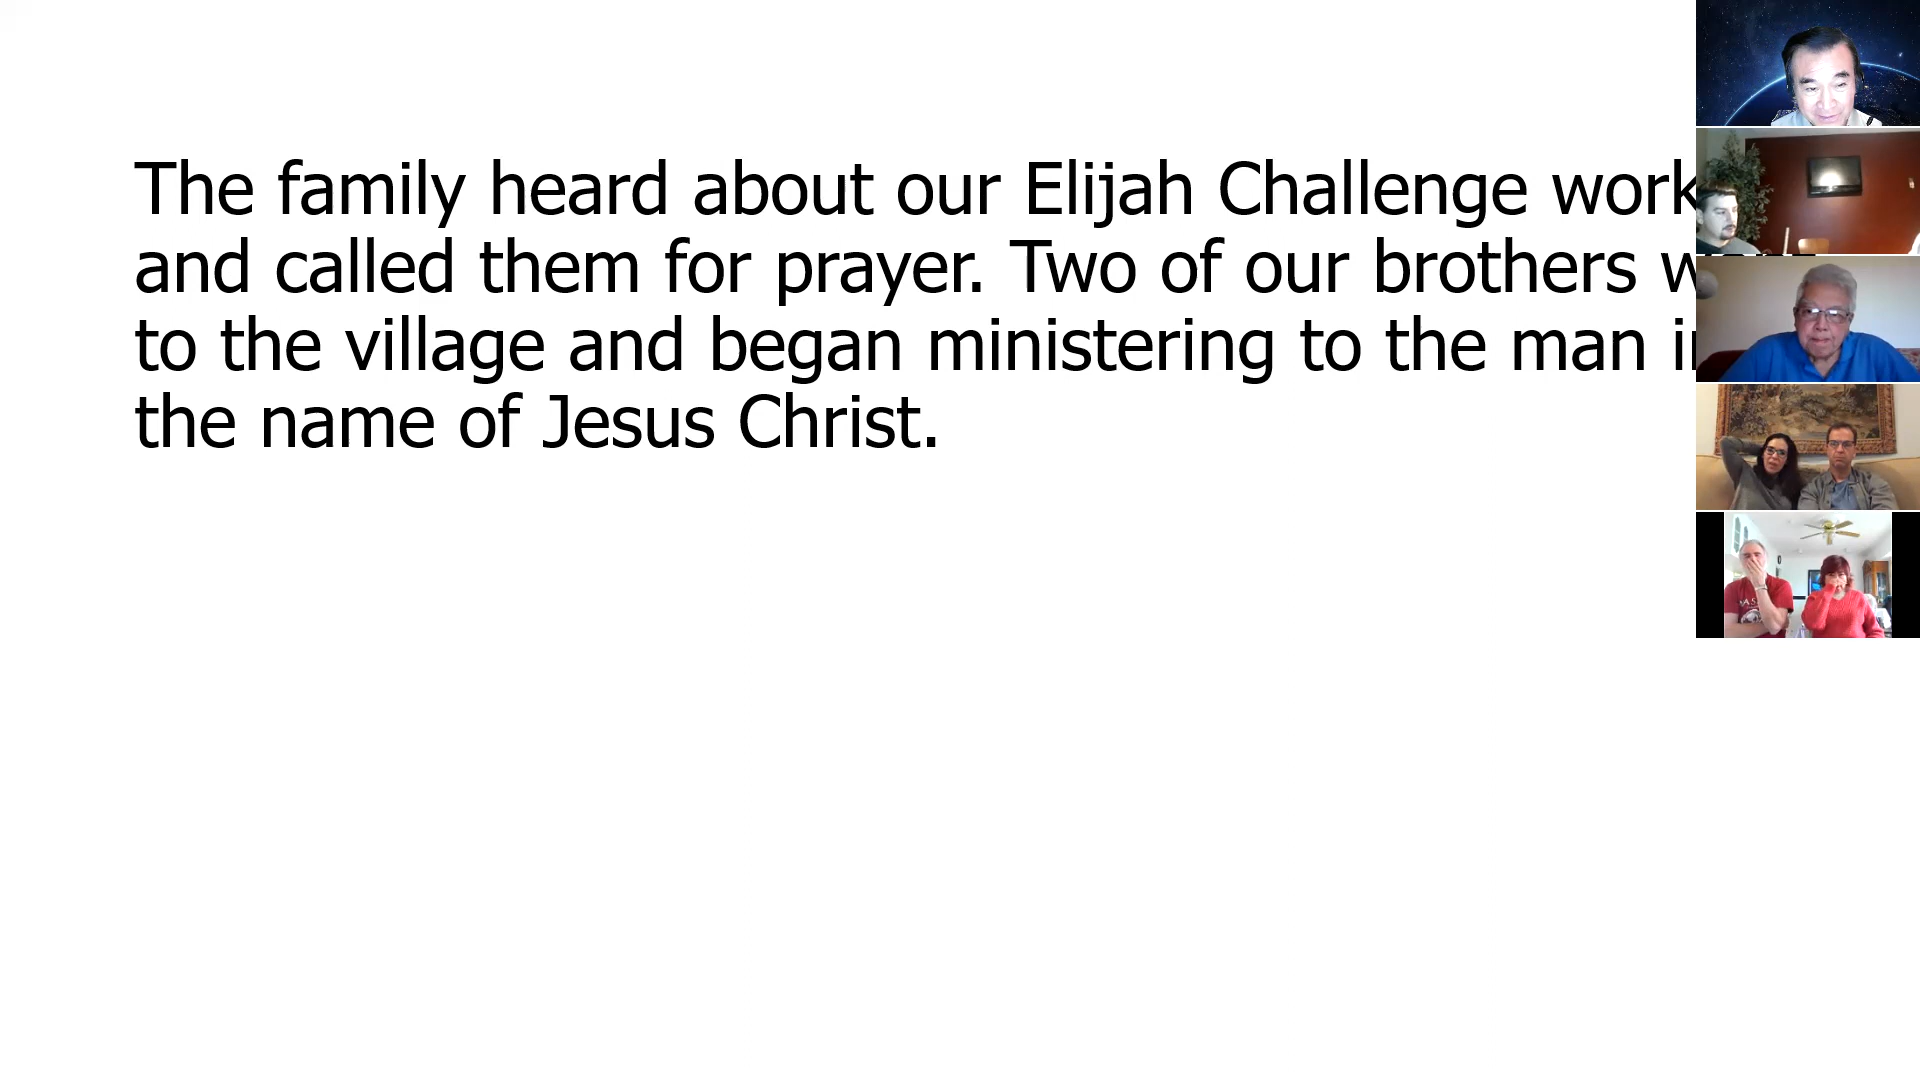 The family heard about our Elijah Challenge work
and called them for prayer. Two of our brothers
to the village and began ministering to the man
the name of Jesus Christ.